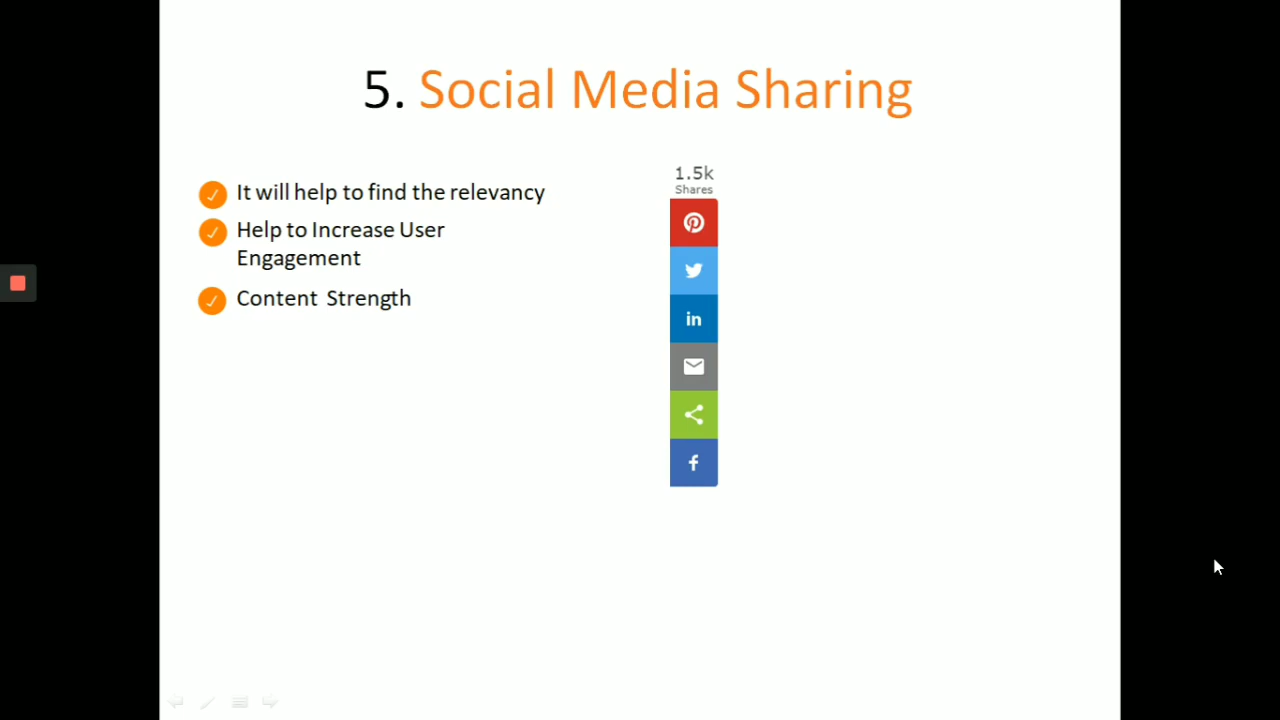 5. Social Media Sharing
It will help to find the relevancy
Help to Increase User
Engagement
Content Strength
1.5k
Shares
in
f